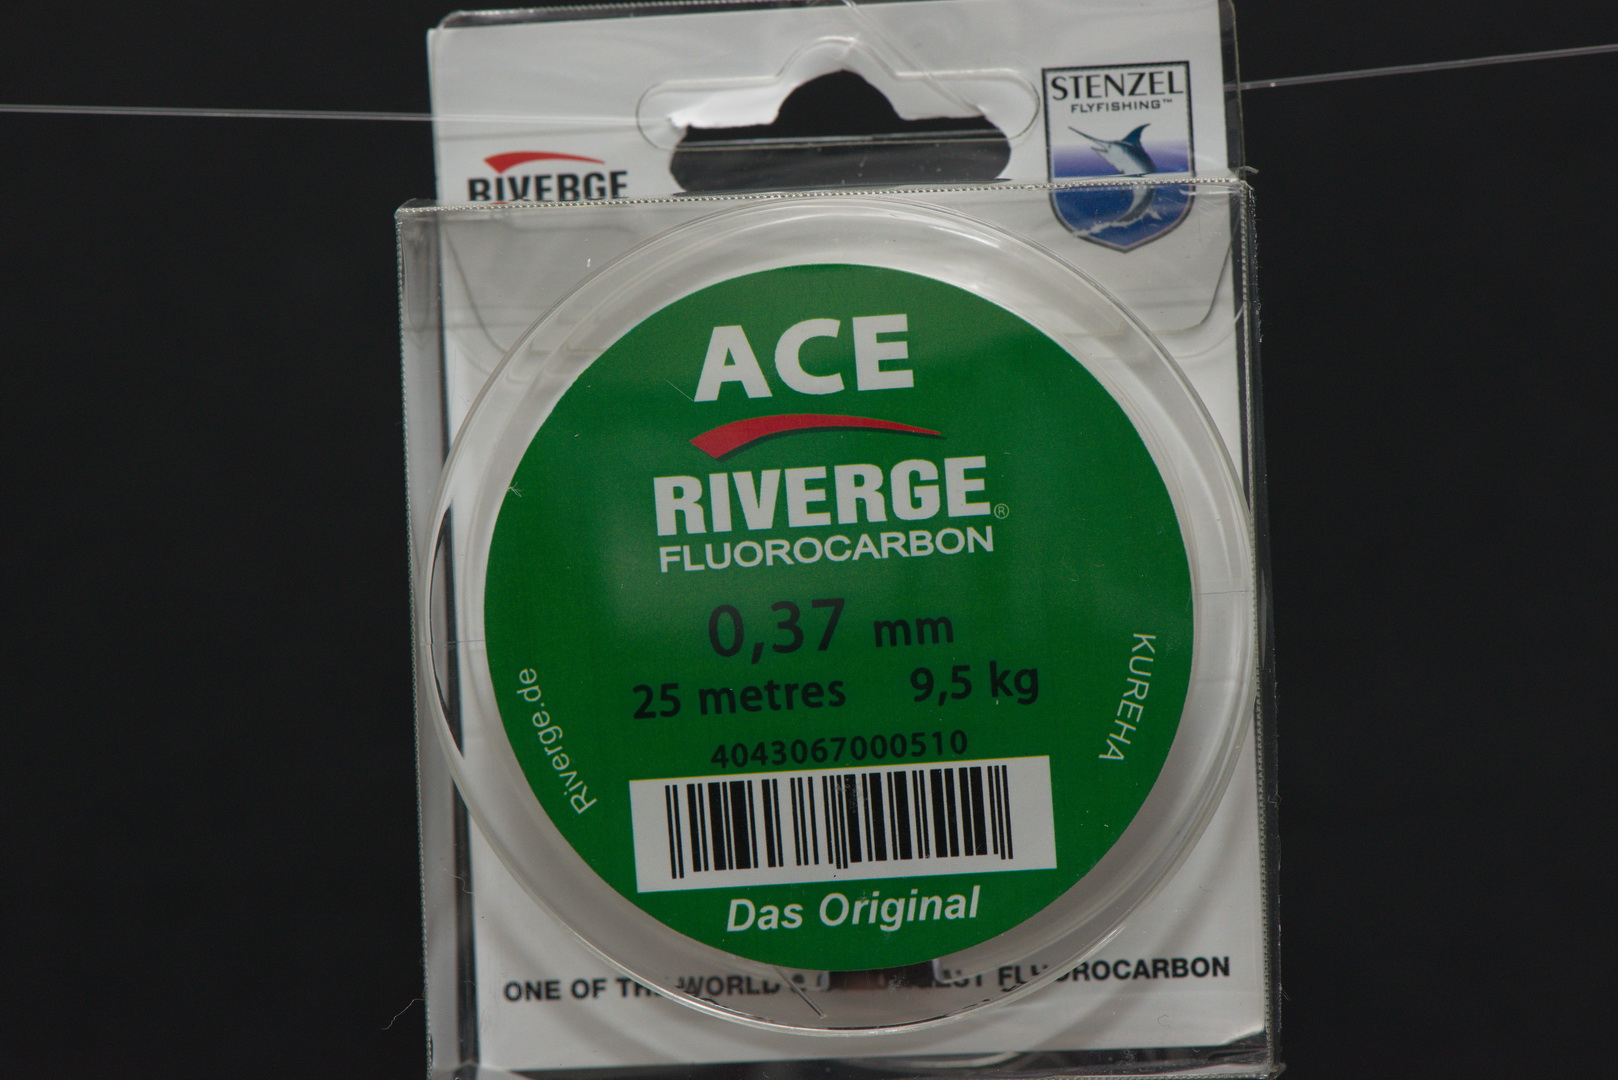 STENZEL
FLYFISHING™
RIVERGE
ACE
RIVERGE®
FLUOROCARBON
0,37 mm
25 metres 9,5 kg
4043067000510
Das Original
Riverge.de
KUREHA
ONE OF THE WORLD FLUOROCARBON